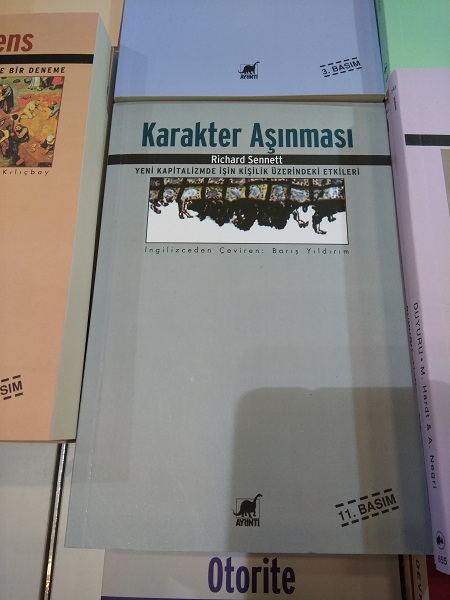 AYRINTI
3. BASIM
ens
E BİR DENEME
Kılıçbay
SIM
Karakter Aşınması
Richard Sennett
YENİ KAPİTALİZMDE İŞİN KİŞİLİK ÜZERİNDEKİ ETKİLERİ
İngilizceden Çeviren: Barış Yıldırım
AYRINTI
11. BASIM
DUYURU • M. Hardt & A. Negri
655
Otorite